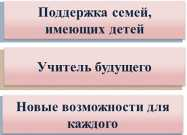 Поддержка семей,
имеющих детей
Учитель будущего
Новые возможности для
каждого